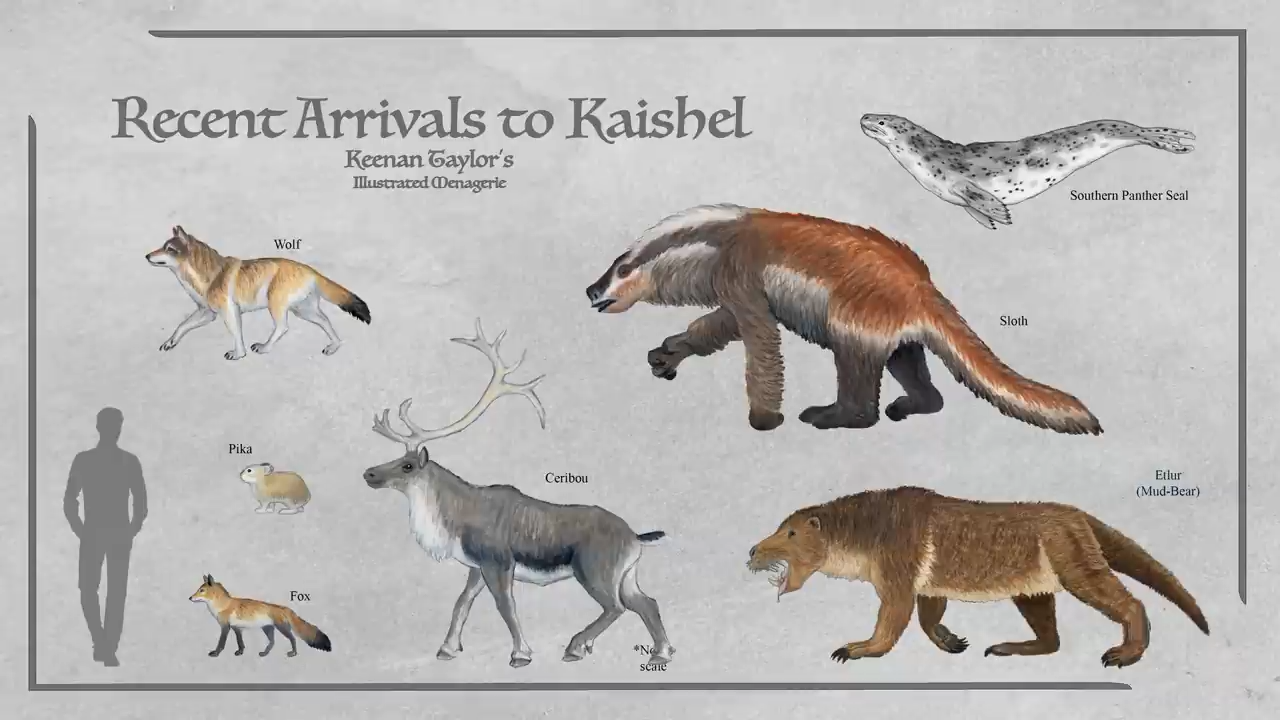 Recent Arrivals to Kaishel
Keenan Taylor's
Illustrated Menagerie
Southern Panther Seal
Wolf
Sloth
Pika
Ceribou
Etlur
(Mud-Bear)
Fox
scale